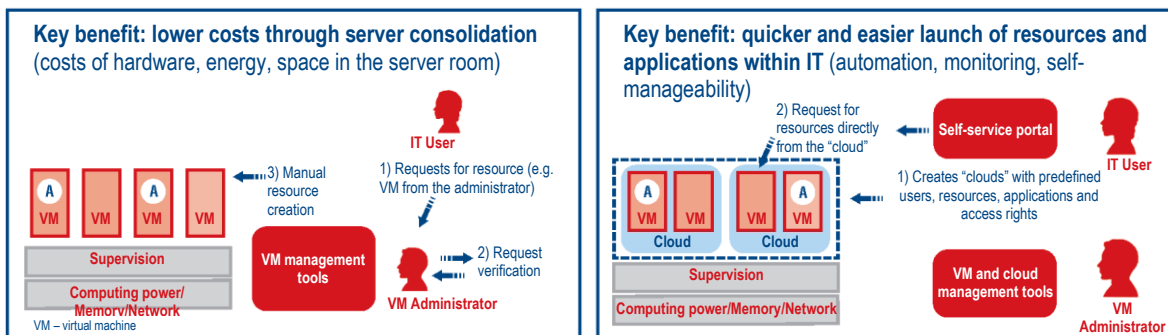 Key benefit: lower costs through server consolidation
(costs of hardware, energy, space in the server room)
IT User
1) Requests for resource (e.g.
VM from the administrator)
3) Manual
resource
creation
A
VM
VM
A
VM
VM
Supervision
Computing power/
Memory/Network
VM management
tools
2) Request
verification
VM Administrator
VM – virtual machine
Key benefit: quicker and easier launch of resources and
applications within IT (automation, monitoring, self-
manageability)
2) Request for
resources directly
from the “cloud”
Self-service portal
IT User
1) Creates “clouds” with predefined
users, resources, applications and
access rights
A
VM
VM
Cloud
VM
A
VM
Cloud
Supervision
Computing power/Memory/Network
VM and cloud
management tools
VM
Administrator